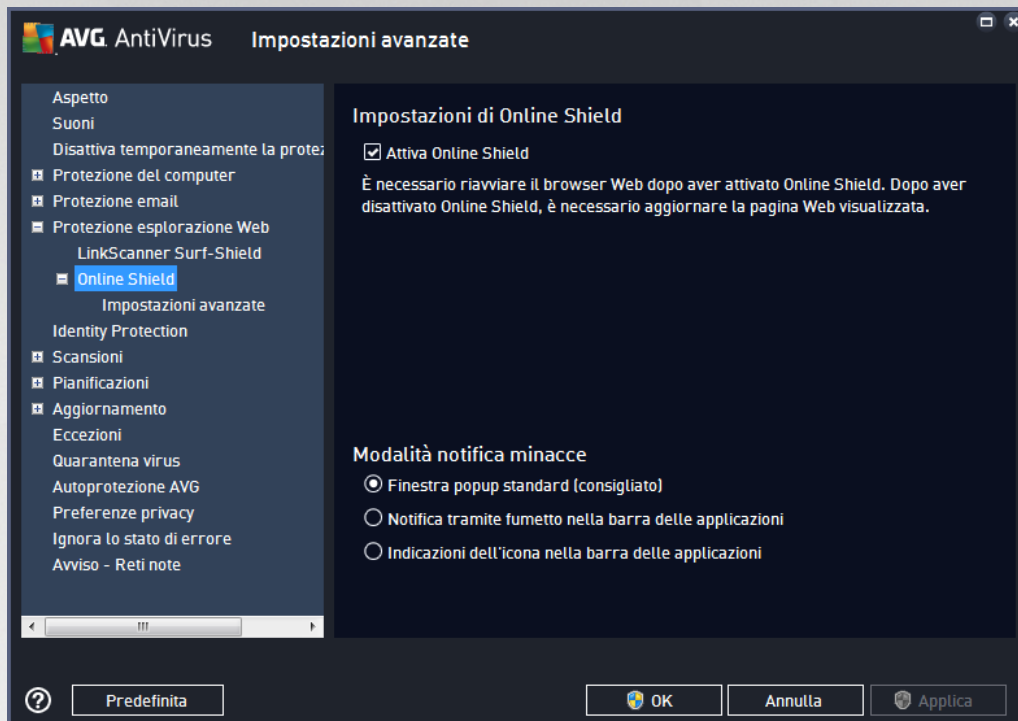 AVG. AntiVirus
Impostazioni avanzate
Aspetto
Suoni
Disattiva temporaneamente la protez
Protezione del computer
Protezione email
Protezione esplorazione Web
LinkScanner Surf-Shield
Online Shield
Impostazioni avanzate
Identity Protection
Scansioni
Pianificazioni
Aggiornamento
Eccezioni
Quarantena virus
Autoprotezione AVG
Preferenze privacy
Ignora lo stato di errore
Avviso - Reti note
Impostazioni di Online Shield
Attiva Online Shield
È necessario riavviare il browser Web dopo aver attivato Online Shield. Dopo aver
disattivato Online Shield, è necessario aggiornare la pagina Web visualizzata.
Modalità notifica minacce
Finestra popup standard (consigliato)
Notifica tramite fumetto nella barra delle applicazioni
Indicazioni dell'icona nella barra delle applicazioni
?
Predefinita
OK
Annulla
Applica